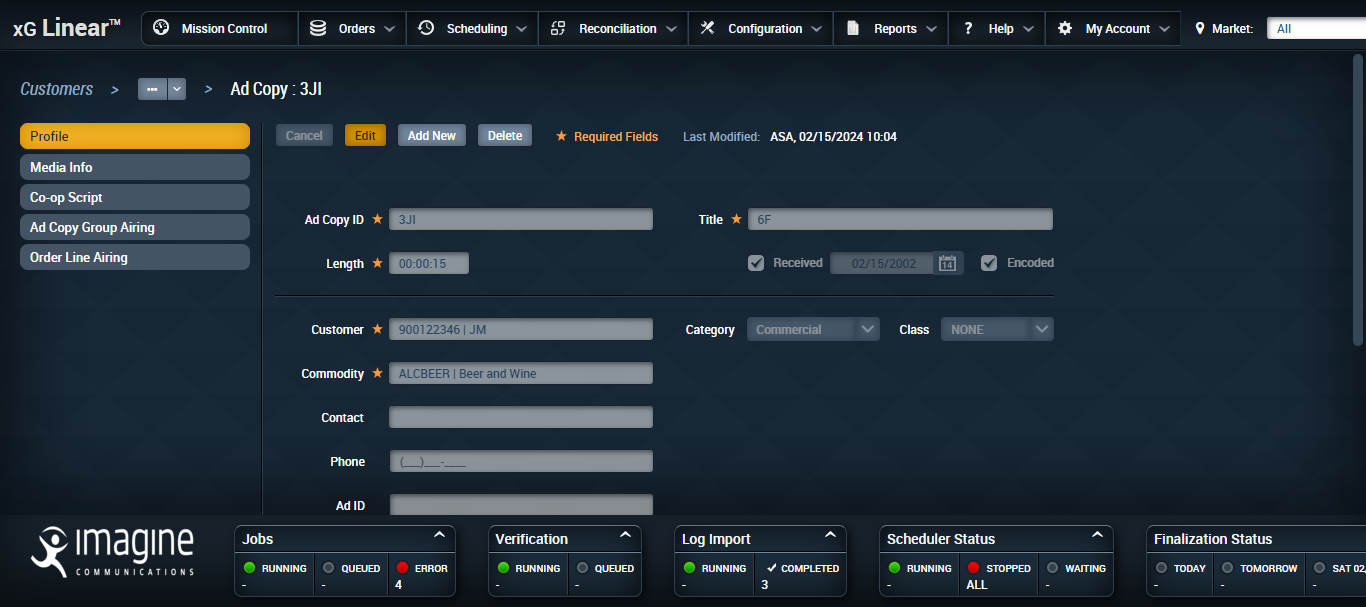 xG Linear™ Mission Control Orders Scheduling Reconciliation Configuration Reports ? Help My Account Market: All
Customers > ... > Ad Copy : 3JI
Profile
Media Info
Co-op Script
Ad Copy Group Airing
Order Line Airing
Cancel Edit Add New Delete ★ Required Fields Last Modified: ASA, 02/15/2024 10:04
Ad Copy ID ★ 3JI Title ★ 6F
Length ★ 00:00:15 Received 02/15/2002 14 Encoded
Customer ★ 900122346 | JM Category Commercial Class NONE
Commodity ★ ALCBEER | Beer and Wine
Contact
Phone (___)___-____
Ad ID
imagine
COMMUNICATIONS
Jobs
RUNNING QUEUED ERROR
- 4
Verification
RUNNING QUEUED
- -
Log Import
RUNNING COMPLETED
- 3
Scheduler Status
RUNNING STOPPED WAITING
- ALL -
Finalization Status
TODAY TOMORROW SAT 02/
- - -